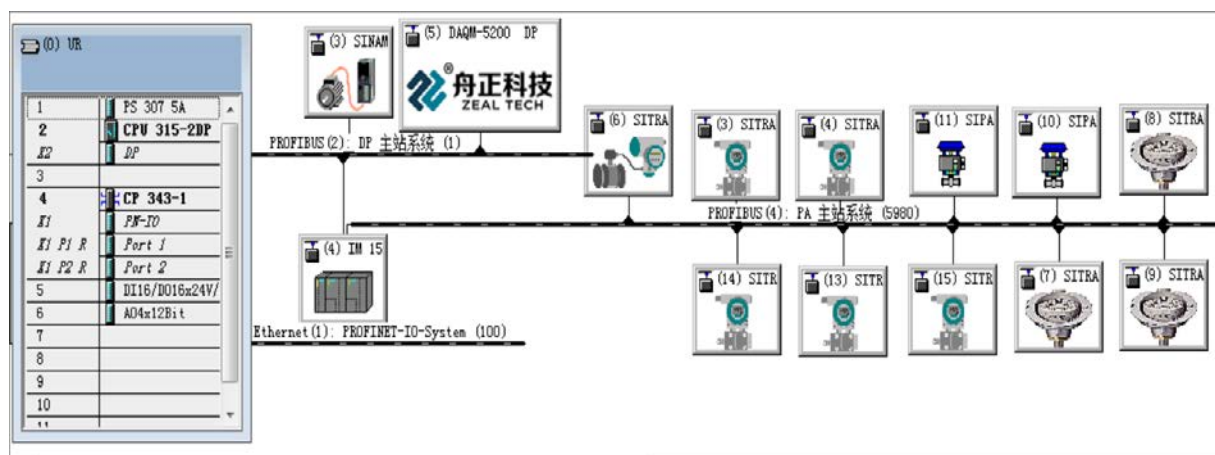 (0) UR
1 PS 307 5A
2 CPU 315-2DP
X2 DP
3
4 CP 343-1
X1 PN-IO
X1 P1 R Port 1
X1 P2 R Port 2
5 DI16/DO16x24V/
6 AO4x12Bit
7
8
9
10
11
(3) SINAM
(5) DAQM-5200 DP
®
舟正科技
ZEAL TECH
PROFIBUS(2): DP 主站系统 (1)
(6) SITRA
(3) SITRA
(4) SITRA
(11) SIPA
(10) SIPA
(8) SITRA
PROFIBUS(4): PA 主站系统 (5980)
(4) IM 15
(14) SITR
(13) SITR
(15) SITR
(7) SITRA
(9) SITRA
Ethernet(1): PROFINET-IO-System (100)